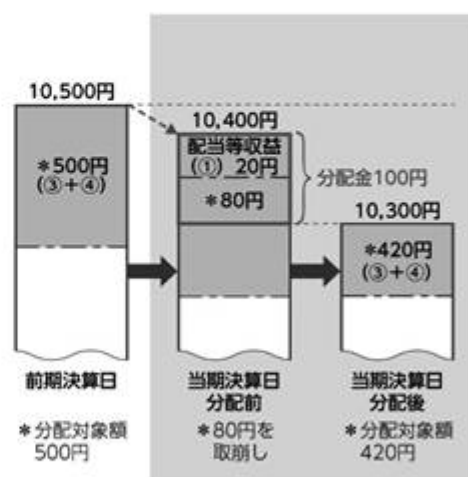 10,500円
10,400円
配当等収益
(①) 20円
*500円
(③+④)
*80円
分配金100円
10,300円
*420円
(③+④)
前期決算日
当期決算日
分配前
当期決算日
分配後
*分配対象額
500円
*80円を
取崩し
*分配対象額
420円